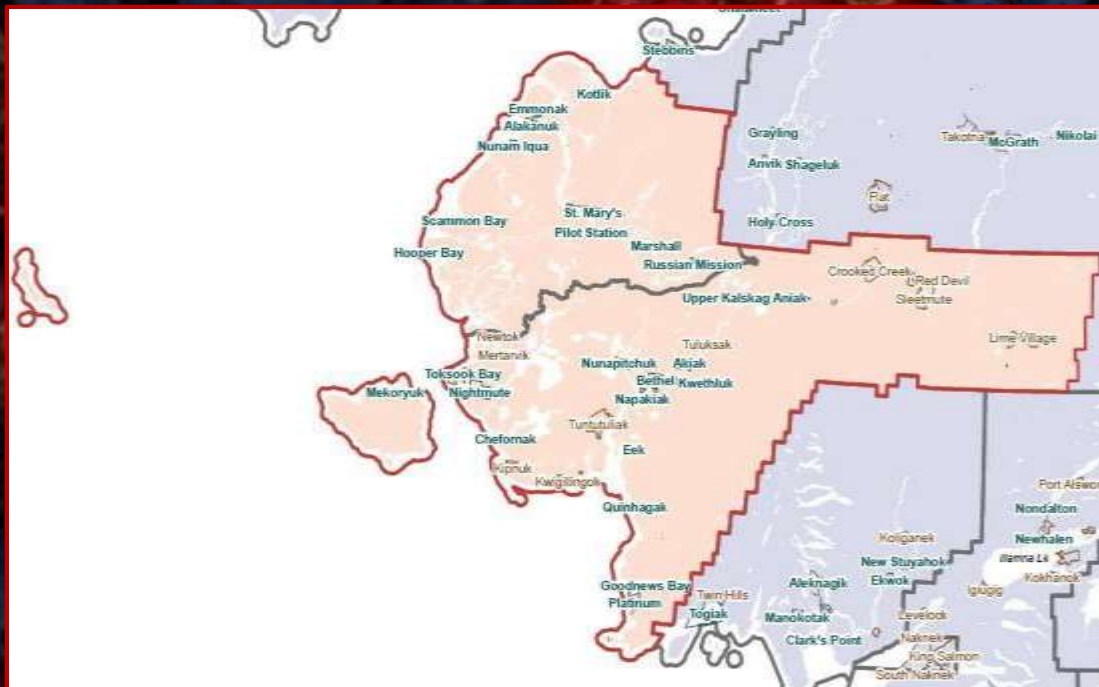 Stebbins
Kotlik
Emmonak
Alakanuk
Nunam Iqua
Grayling
Takotna
McGrath
Nikolai
Anvik Shageluk
Flat
Scammon Bay
St. Mary's
Pilot Station
Holy Cross
Hooper Bay
Marshall
Russian Mission
Crooked Creek
Red Devil
Sleetmute
Upper Kalskag Aniak
Newtok
Mertarvik
Tuluksak
Lime Village
Nunapitchuk
Akiak
Toksook Bay
Bethel
Kwethluk
Mekoryuk
Nightmute
Napakiak
Tuntutuliak
Chefornak
Eek
Kipnuk
Kwigillingok
Quinhagak
Port Alswor
Nondalton
Koliganek
Newhalen
New Stuyahok
Iliamna Lk
Goodnews Bay
Aleknagik
Ekwok
Kokhanok
Platinum
Twin Hills
Igiugig
Togiak
Manokotak
Levelock
Clark's Point
Naknek
King Salmon
South Naknek